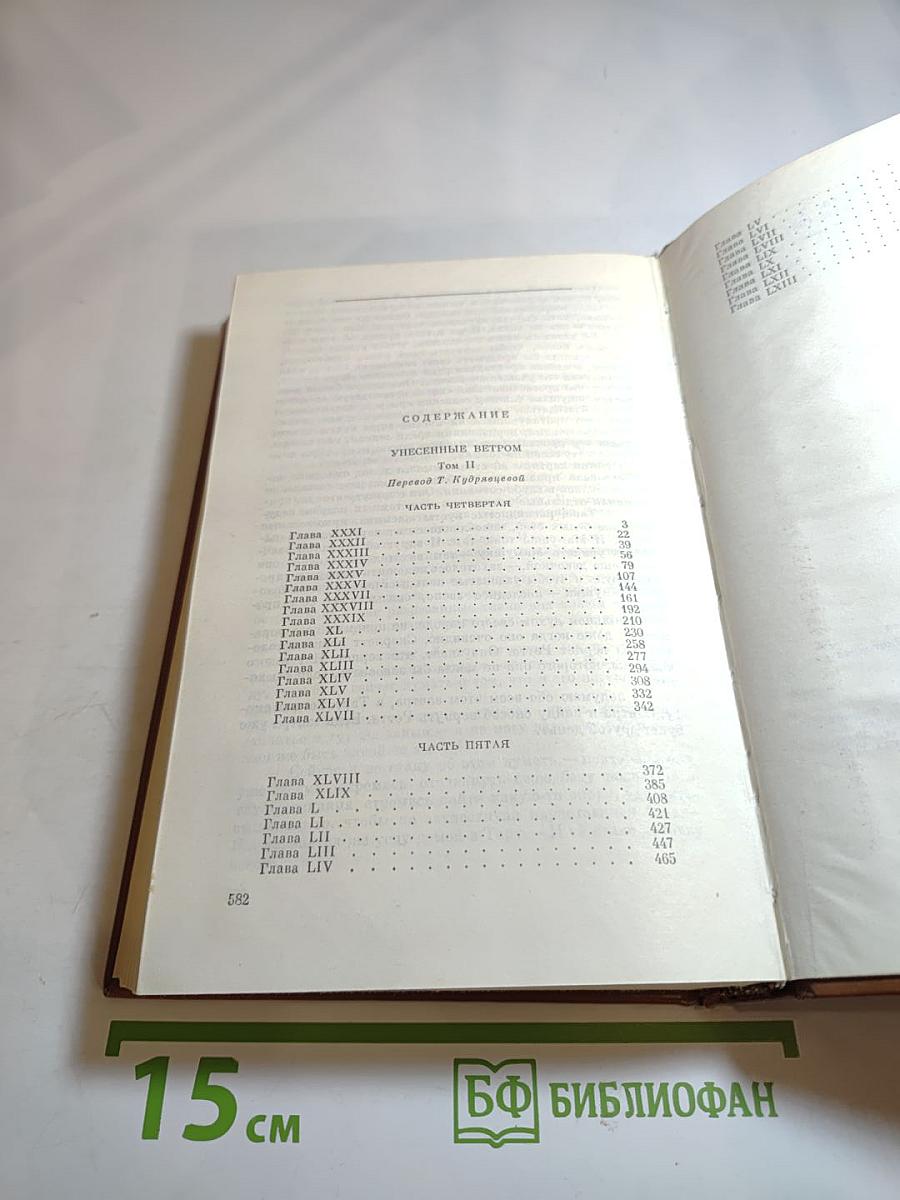 СОДЕРЖАНИЕ
УНЕСЕННЫЕ ВЕТРОМ
Том II
Перевод Т. Кудрявцевой
ЧАСТЬ ЧЕТВЕРТАЯ
Глава XXXI . . . 3
Глава XXXII . . . 22
Глава XXXIII . . . 39
Глава XXXIV . . . 56
Глава XXXV . . . 79
Глава XXXVI . . . 107
Глава XXXVII . . . 144
Глава XXXVIII . . . 161
Глава XXXIX . . . 192
Глава XL . . . 210
Глава XLI . . . 230
Глава XLII . . . 258
Глава XLIII . . . 277
Глава XLIV . . . 294
Глава XLV . . . 308
Глава XLVI . . . 332
Глава XLVII . . . 342
ЧАСТЬ ПЯТАЯ
Глава XLVIII . . . 372
Глава XLIX . . . 385
Глава L . . . 408
Глава LI . . . 421
Глава LII . . . 427
Глава LIII . . . 447
Глава LIV . . . 465
582
Глава LV
Глава LVI
Глава LVII
Глава LVIII
Глава LIX
Глава LX
Глава LXI
Глава LXII
Глава LXIII
15 см
БФ БИБЛИОФАН